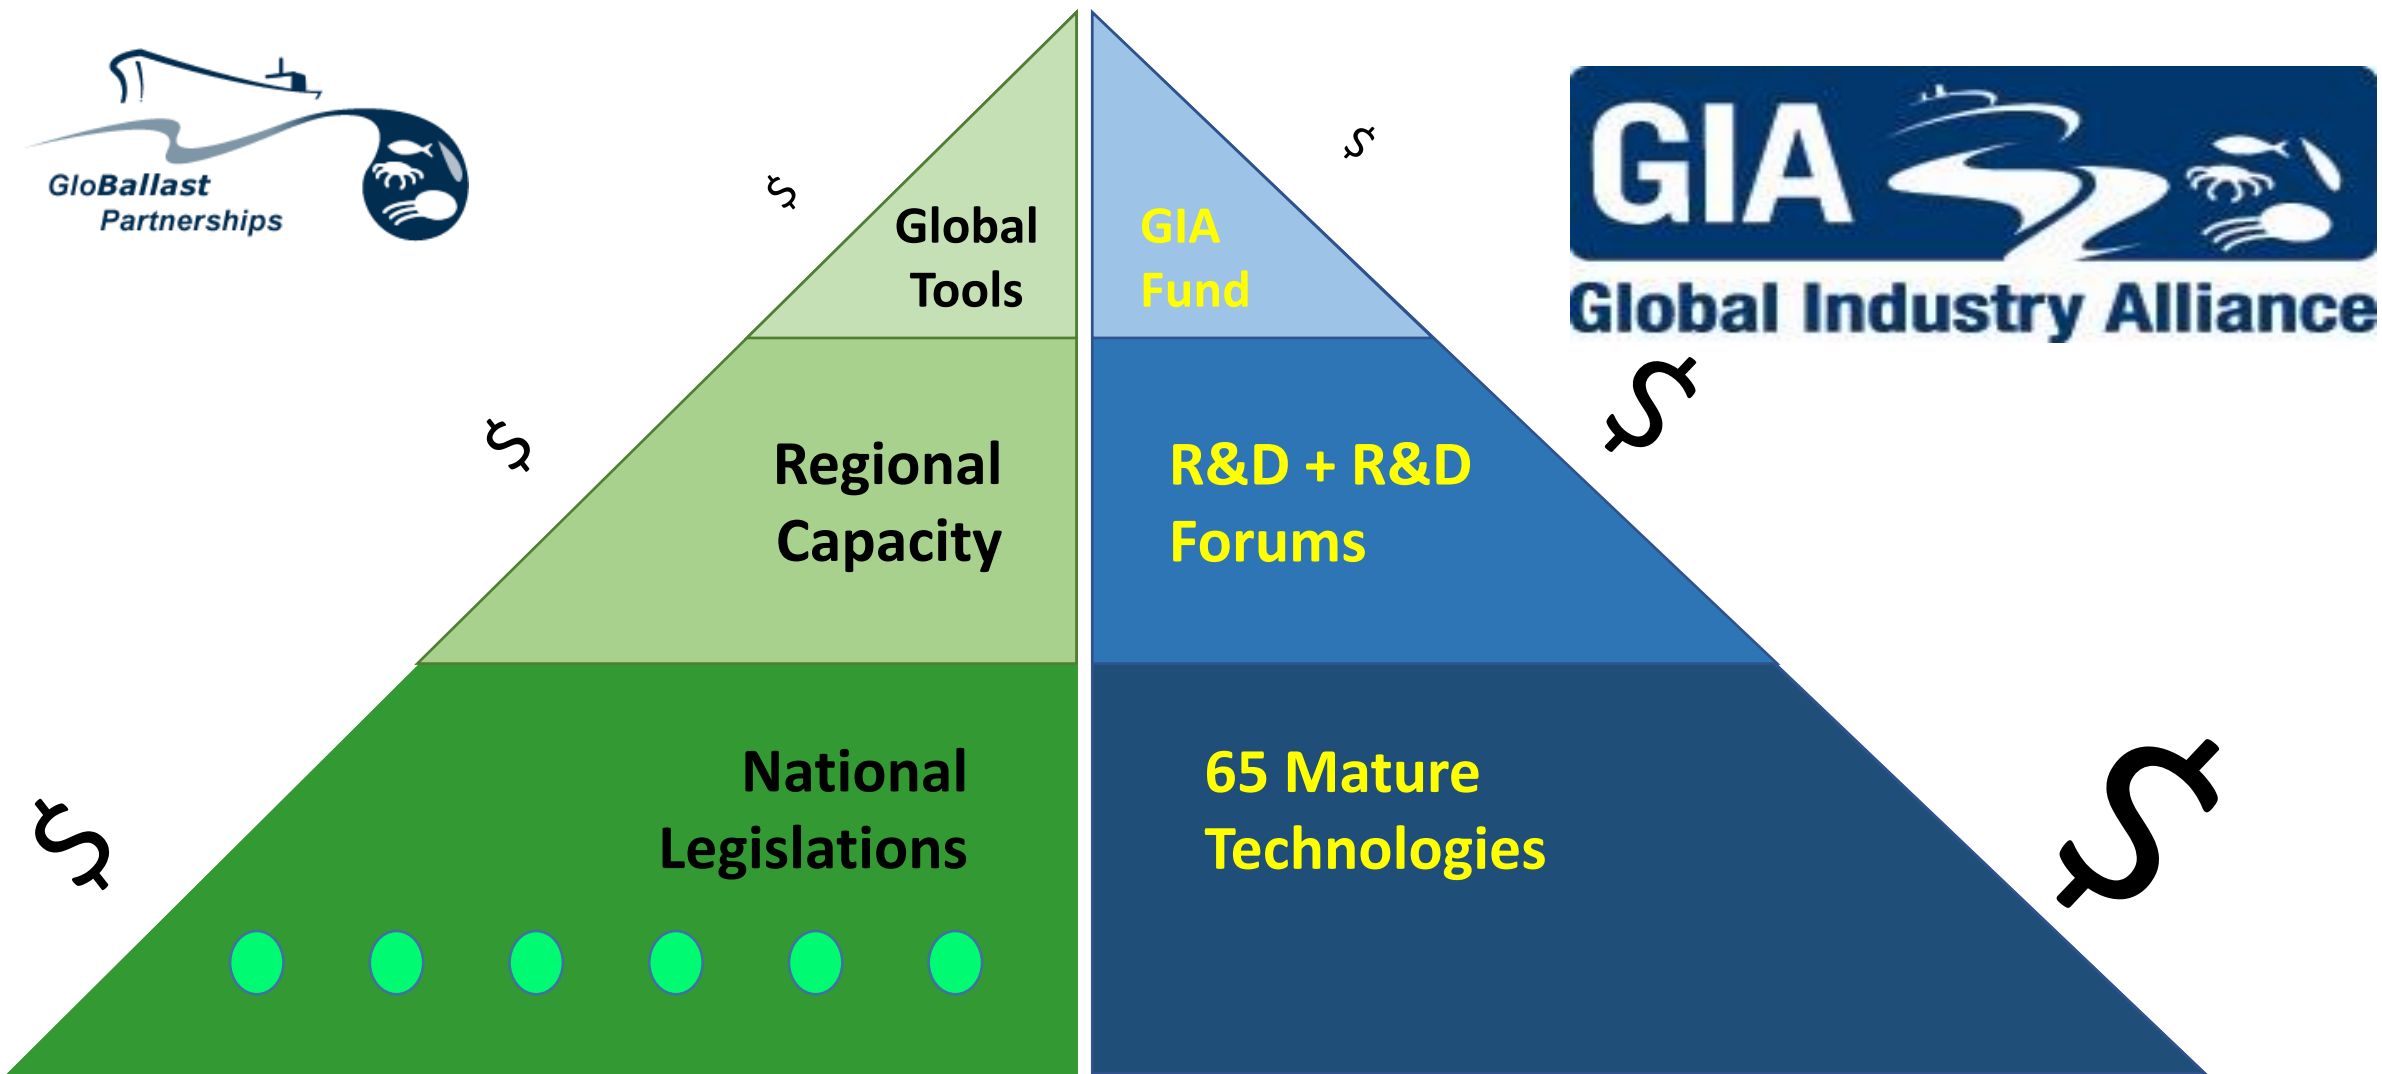 GloBallast
Partnerships
GIA
Global Industry Alliance
$
$
Global
Tools
GIA
Fund
$
$
Regional
Capacity
R&D + R&D
Forums
$
$
National
Legislations
65 Mature
Technologies